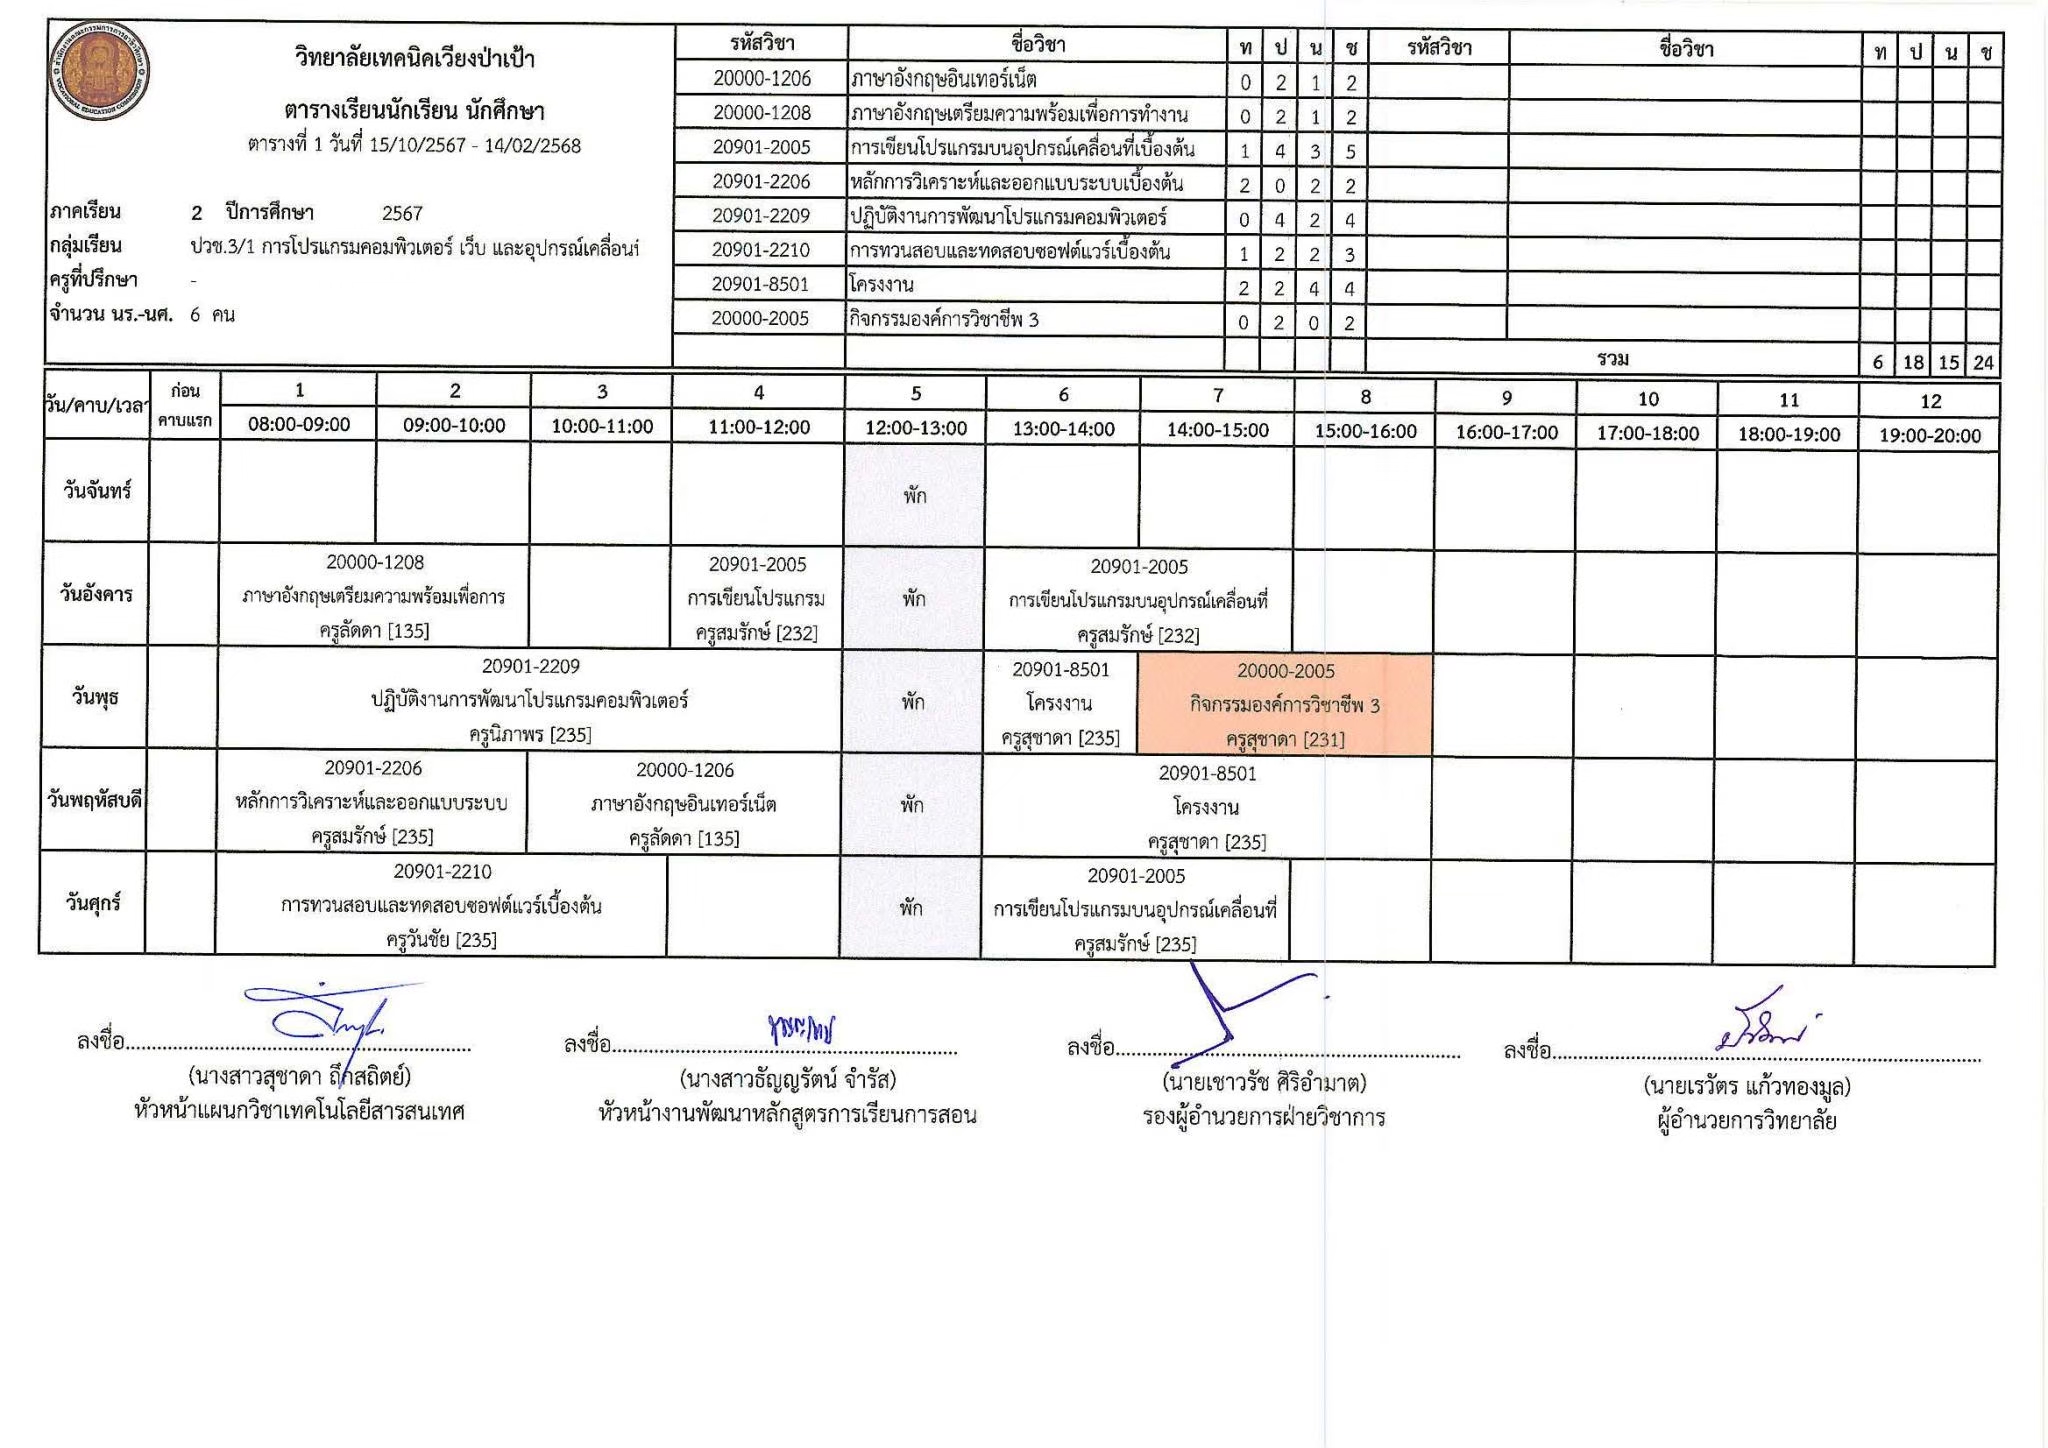 วิทยาลัยเทคนิคเวียงป่าเป้า
ตารางเรียนนักเรียน นักศึกษา
ตารางที่ 1 วันที่ 15/10/2567 - 14/02/2568
ภาคเรียน 2 ปีการศึกษา 2567
กลุ่มเรียน ปวช.3/1 การโปรแกรมคอมพิวเตอร์ เว็บ และอุปกรณ์เคลื่อนที่
ครูที่ปรึกษา -
จำนวน นร.-นศ. 6 คน
รหัสวิชา ชื่อวิชา ท ป น ช รหัสวิชา ชื่อวิชา ท ป น ช
20000-1206 ภาษาอังกฤษอินเทอร์เน็ต 0 2 1 2
20000-1208 ภาษาอังกฤษเตรียมความพร้อมเพื่อการทำงาน 0 2 1 2
20901-2005 การเขียนโปรแกรมบนอุปกรณ์เคลื่อนที่เบื้องต้น 1 4 3 5
20901-2206 หลักการวิเคราะห์และออกแบบระบบเบื้องต้น 2 0 2 2
20901-2209 ปฏิบัติงานการพัฒนาโปรแกรมคอมพิวเตอร์ 0 4 2 4
20901-2210 การทวนสอบและทดสอบซอฟต์แวร์เบื้องต้น 1 2 2 3
20901-8501 โครงงาน 2 2 4 4
20000-2005 กิจกรรมองค์การวิชาชีพ 3 0 2 0 2
รวม 6 18 15 24
วัน/คาบ/เวลา ก่อน 1 2 3 4 5 6 7 8 9 10 11 12
คาบแรก 08:00-09:00 09:00-10:00 10:00-11:00 11:00-12:00 12:00-13:00 13:00-14:00 14:00-15:00 15:00-16:00 16:00-17:00 17:00-18:00 18:00-19:00 19:00-20:00
วันจันทร์ พัก
20000-1208 20901-2005 20901-2005
วันอังคาร ภาษาอังกฤษเตรียมความพร้อมเพื่อการ การเขียนโปรแกรม พัก การเขียนโปรแกรมบนอุปกรณ์เคลื่อนที่
ครูลัดดา [135] ครูสมรักษ์ [232] ครูสมรักษ์ [232]
20901-2209 20901-8501 20000-2005
วันพุธ ปฏิบัติงานการพัฒนาโปรแกรมคอมพิวเตอร์ พัก โครงงาน กิจกรรมองค์การวิชาชีพ 3
ครูนิภาพร [235] ครูสุชาดา [235] ครูสุชาดา [231]
20901-2206 20000-1206 20901-8501
วันพฤหัสบดี หลักการวิเคราะห์และออกแบบระบบ ภาษาอังกฤษอินเทอร์เน็ต พัก โครงงาน
ครูสมรักษ์ [235] ครูลัดดา [135] ครูสุชาดา [235]
20901-2210 20901-2005
วันศุกร์ การทวนสอบและทดสอบซอฟต์แวร์เบื้องต้น พัก การเขียนโปรแกรมบนอุปกรณ์เคลื่อนที่
ครูวันชัย [235] ครูสมรักษ์ [235]
ลงชื่อ ลงชื่อ ลงชื่อ ลงชื่อ
(นางสาวสุชาดา ถึกสถิตย์) (นางสาวธัญญรัตน์ จำรัส) (นายเชาวรัช ศิริอำมาต) (นายเรวัตร แก้วทองมูล)
หัวหน้าแผนกวิชาเทคโนโลยีสารสนเทศ หัวหน้างานพัฒนาหลักสูตรการเรียนการสอน รองผู้อำนวยการฝ่ายวิชาการ ผู้อำนวยการวิทยาลัย